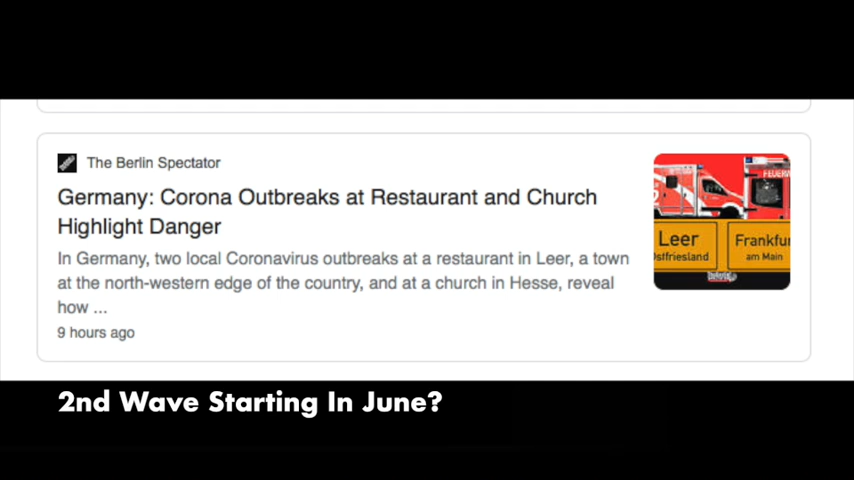 The Berlin Spectator
Germany: Corona Outbreaks at Restaurant and Church
Highlight Danger
In Germany, two local Coronavirus outbreaks at a restaurant in Leer, a town
at the north-western edge of the country, and at a church in Hesse, reveal
how ...
9 hours ago
FEUERW
Leer
Ostfriesland
Frankfu
am Main
2nd Wave Starting In June?